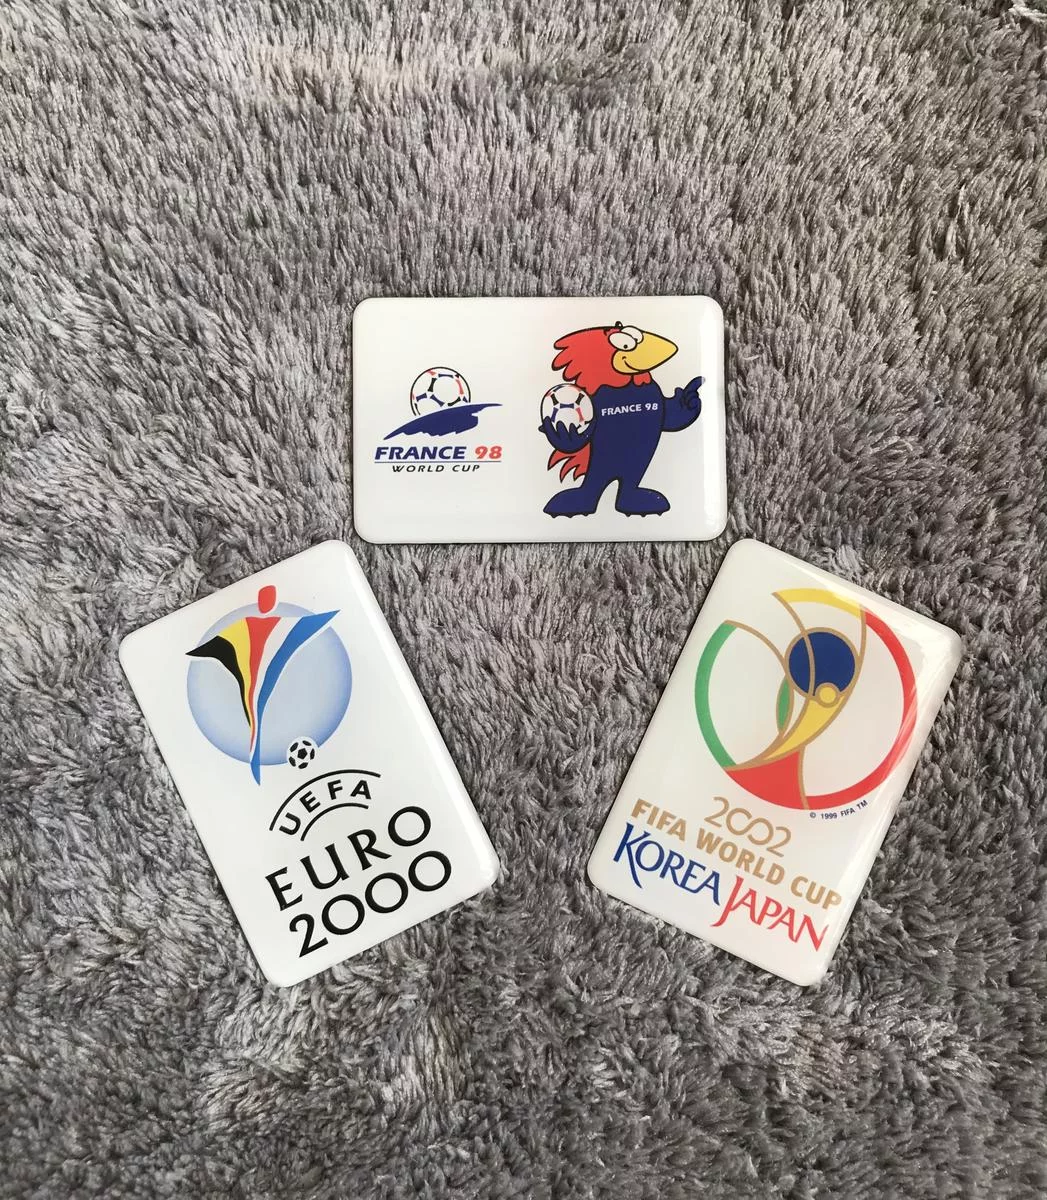 FRANCE 98
WORLD CUP
FRANCE 98
UEFA
EURO
2000
© 1999 FIFA TM
2002
FIFA WORLD CUP
KOREA JAPAN